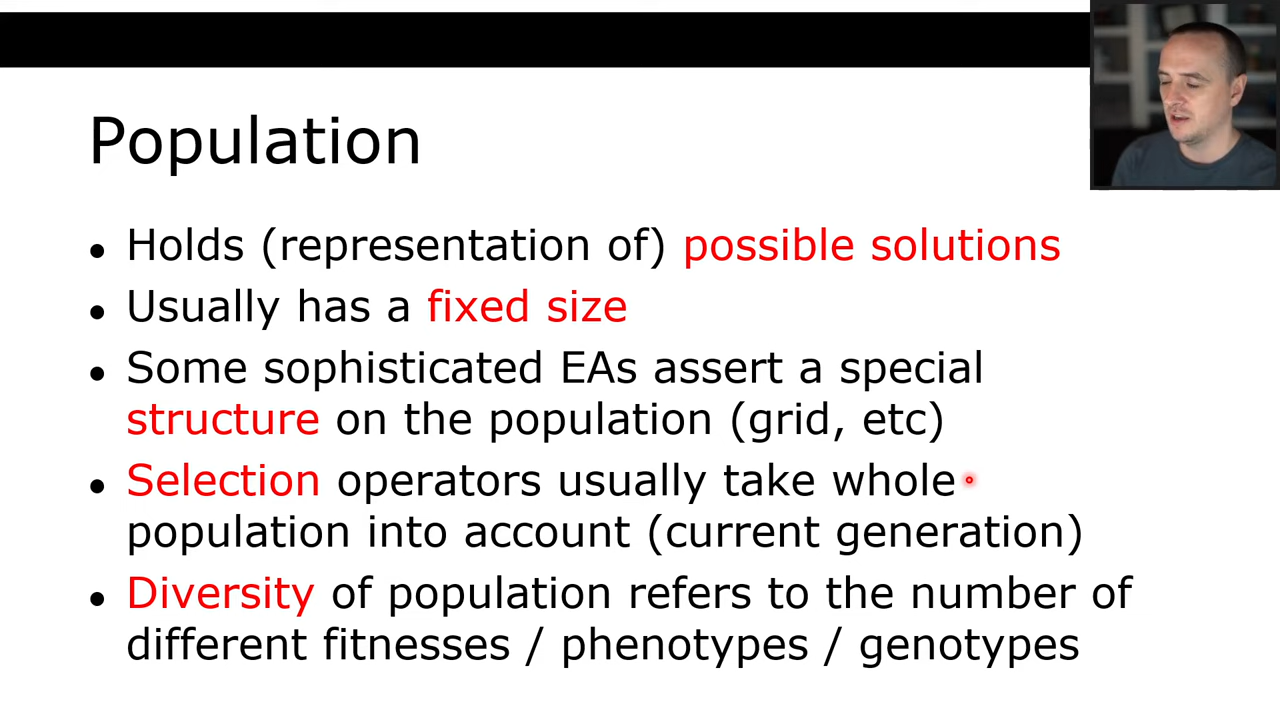 Population
• Holds (representation of) possible solutions
• Usually has a fixed size
• Some sophisticated EAs assert a special
structure on the population (grid, etc)
• Selection operators usually take whole
population into account (current generation)
• Diversity of population refers to the number of
different fitnesses / phenotypes / genotypes